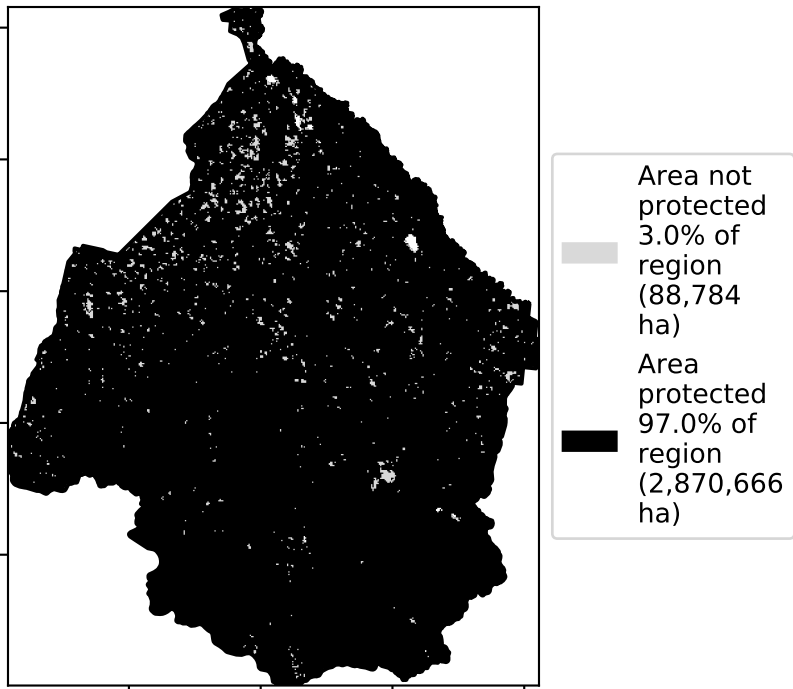 Area not
protected
3.0% of
region
(88,784
ha)
Area
protected
97.0% of
region
(2,870,666
ha)